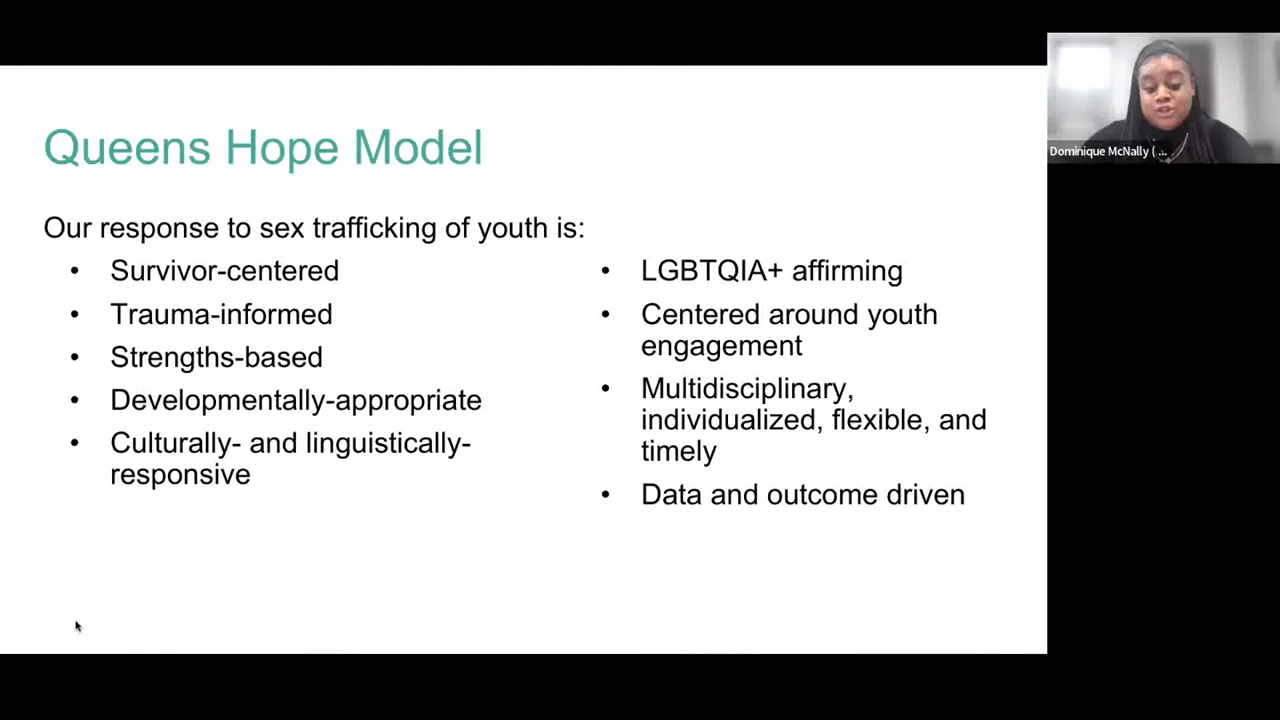 Queens Hope Model
Our response to sex trafficking of youth is:
• Survivor-centered
• Trauma-informed
• Strengths-based
• Developmentally-appropriate
• Culturally- and linguistically-
responsive
• LGBTQIA+ affirming
• Centered around youth
engagement
• Multidisciplinary,
individualized, flexible, and
timely
• Data and outcome driven
Dominique McNally ( ...